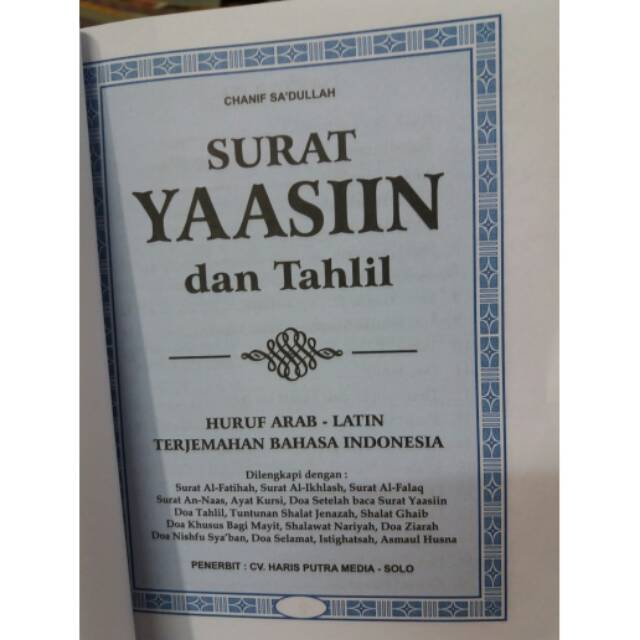 CHANIF SA'DULLAH
SURAT
YAASIIN
dan Tahlil
HURUF ARAB - LATIN
TERJEMAHAN BAHASA INDONESIA
Dilengkapi dengan :
Surat Al-Fatihah, Surat Al-Ikhlash, Surat Al-Falaq
Surat An-Naas, Ayat Kursi, Doa Setelah baca Surat Yaasiin
Doa Tahlil, Tuntunan Shalat Jenazah, Shalat Ghaib
Doa Khusus Bagi Mayit, Shalawat Nariyah, Doa Ziarah
Doa Nishfu Sya'ban, Doa Selamat, Istighatsah, Asmaul Husna
PENERBIT : CV. HARIS PUTRA MEDIA - SOLO